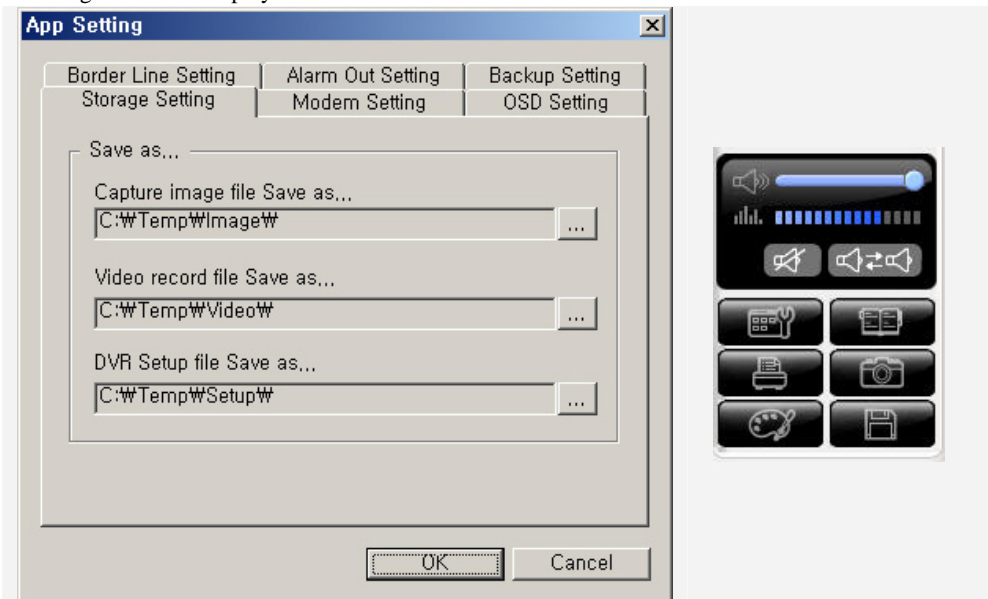 App Setting
Border Line Setting
Alarm Out Setting
Backup Setting
Storage Setting
Modem Setting
OSD Setting
Save as,,,
Capture image file Save as,,,
C:₩Temp₩Image₩
...
Video record file Save as,,,
C:₩Temp₩Video₩
...
DVR Setup file Save as,,,
C:₩Temp₩Setup₩
...
OK
Cancel